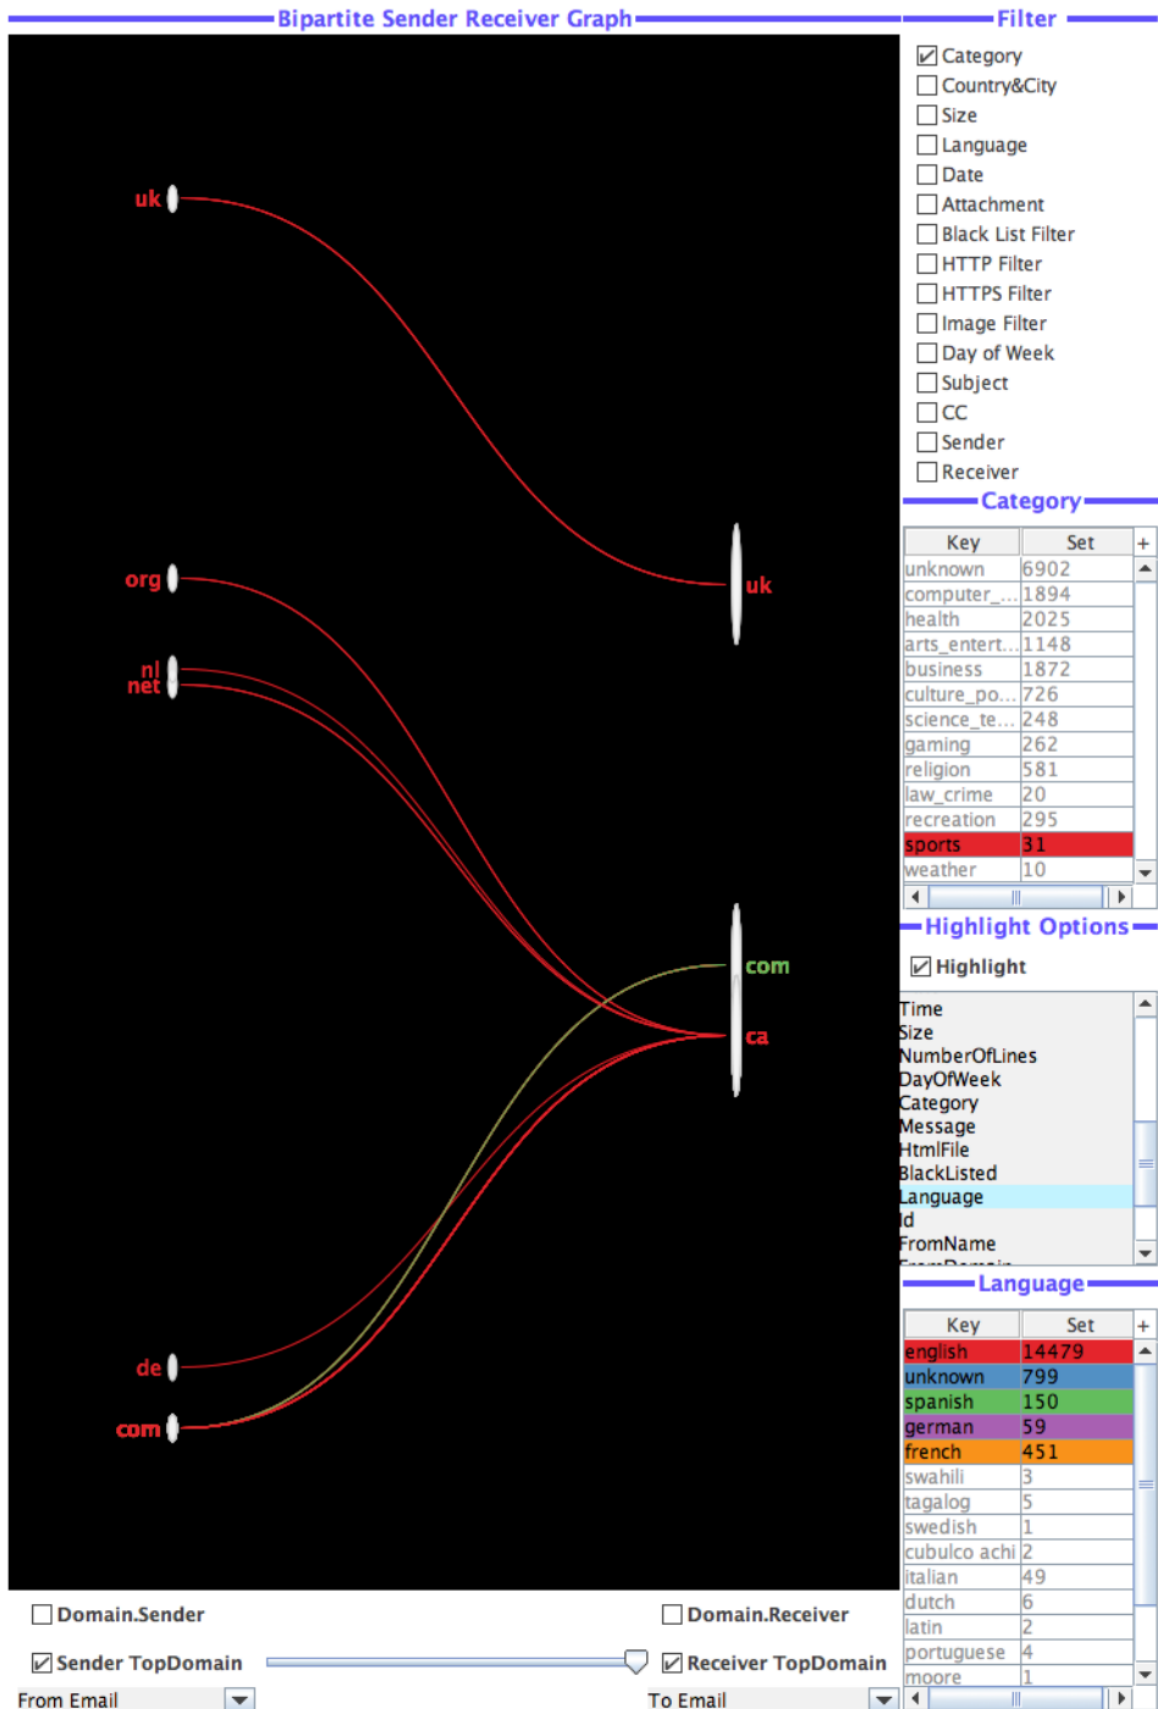 Bipartite Sender Receiver Graph
uk
org
nl
net
uk
com
ca
de
com
Domain.Sender
Domain.Receiver
Sender TopDomain
Receiver TopDomain
From Email
To Email
Filter
Category
Country&City
Size
Language
Date
Attachment
Black List Filter
HTTP Filter
HTTPS Filter
Image Filter
Day of Week
Subject
CC
Sender
Receiver
Category
Key Set +
unknown 6902
computer_... 1894
health 2025
arts_entert... 1148
business 1872
culture_po... 726
science_te... 248
gaming 262
religion 581
law_crime 20
recreation 295
sports 31
weather 10
Highlight Options
Highlight
Time
Size
NumberOfLines
DayOfWeek
Category
Message
HtmlFile
BlackListed
Language
Id
FromName
FromDomain
Language
Key Set +
english 14479
unknown 799
spanish 150
german 59
french 451
swahili 3
tagalog 5
swedish 1
cubulco achi 2
italian 49
dutch 6
latin 2
portuguese 4
moore 1